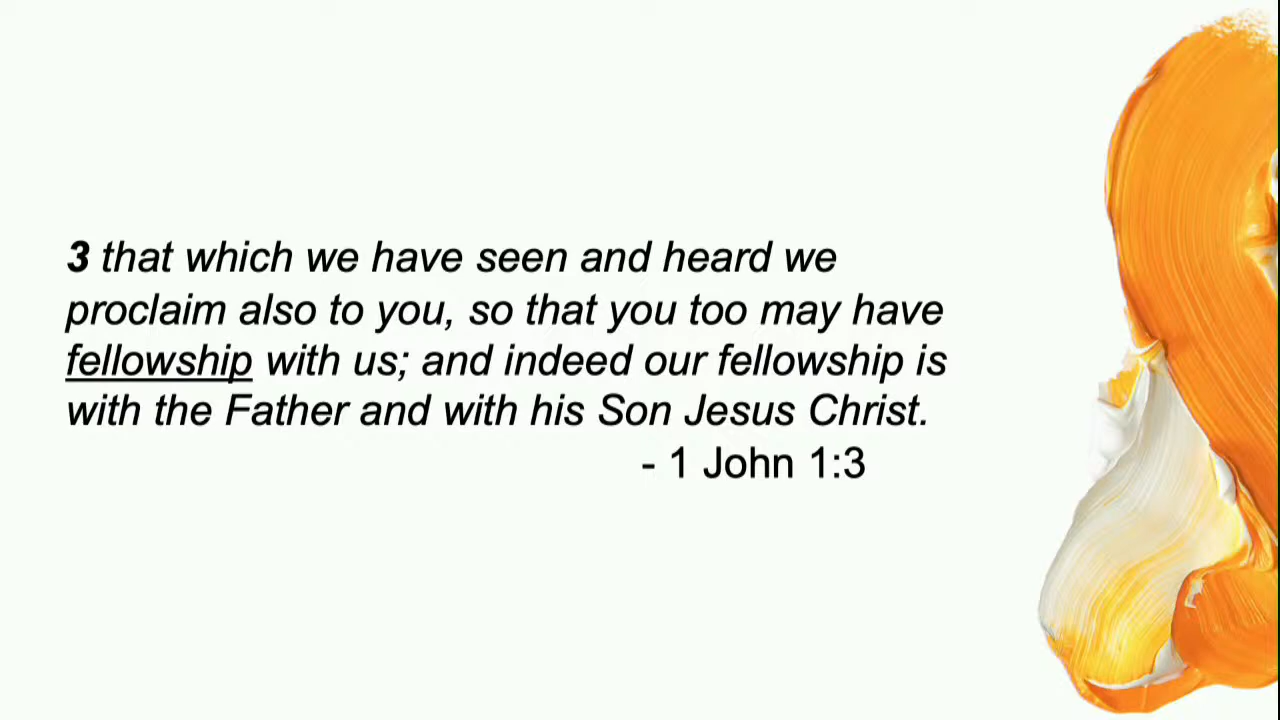 3 that which we have seen and heard we
proclaim also to you, so that you too may have
fellowship with us; and indeed our fellowship is
with the Father and with his Son Jesus Christ.
- 1 John 1:3